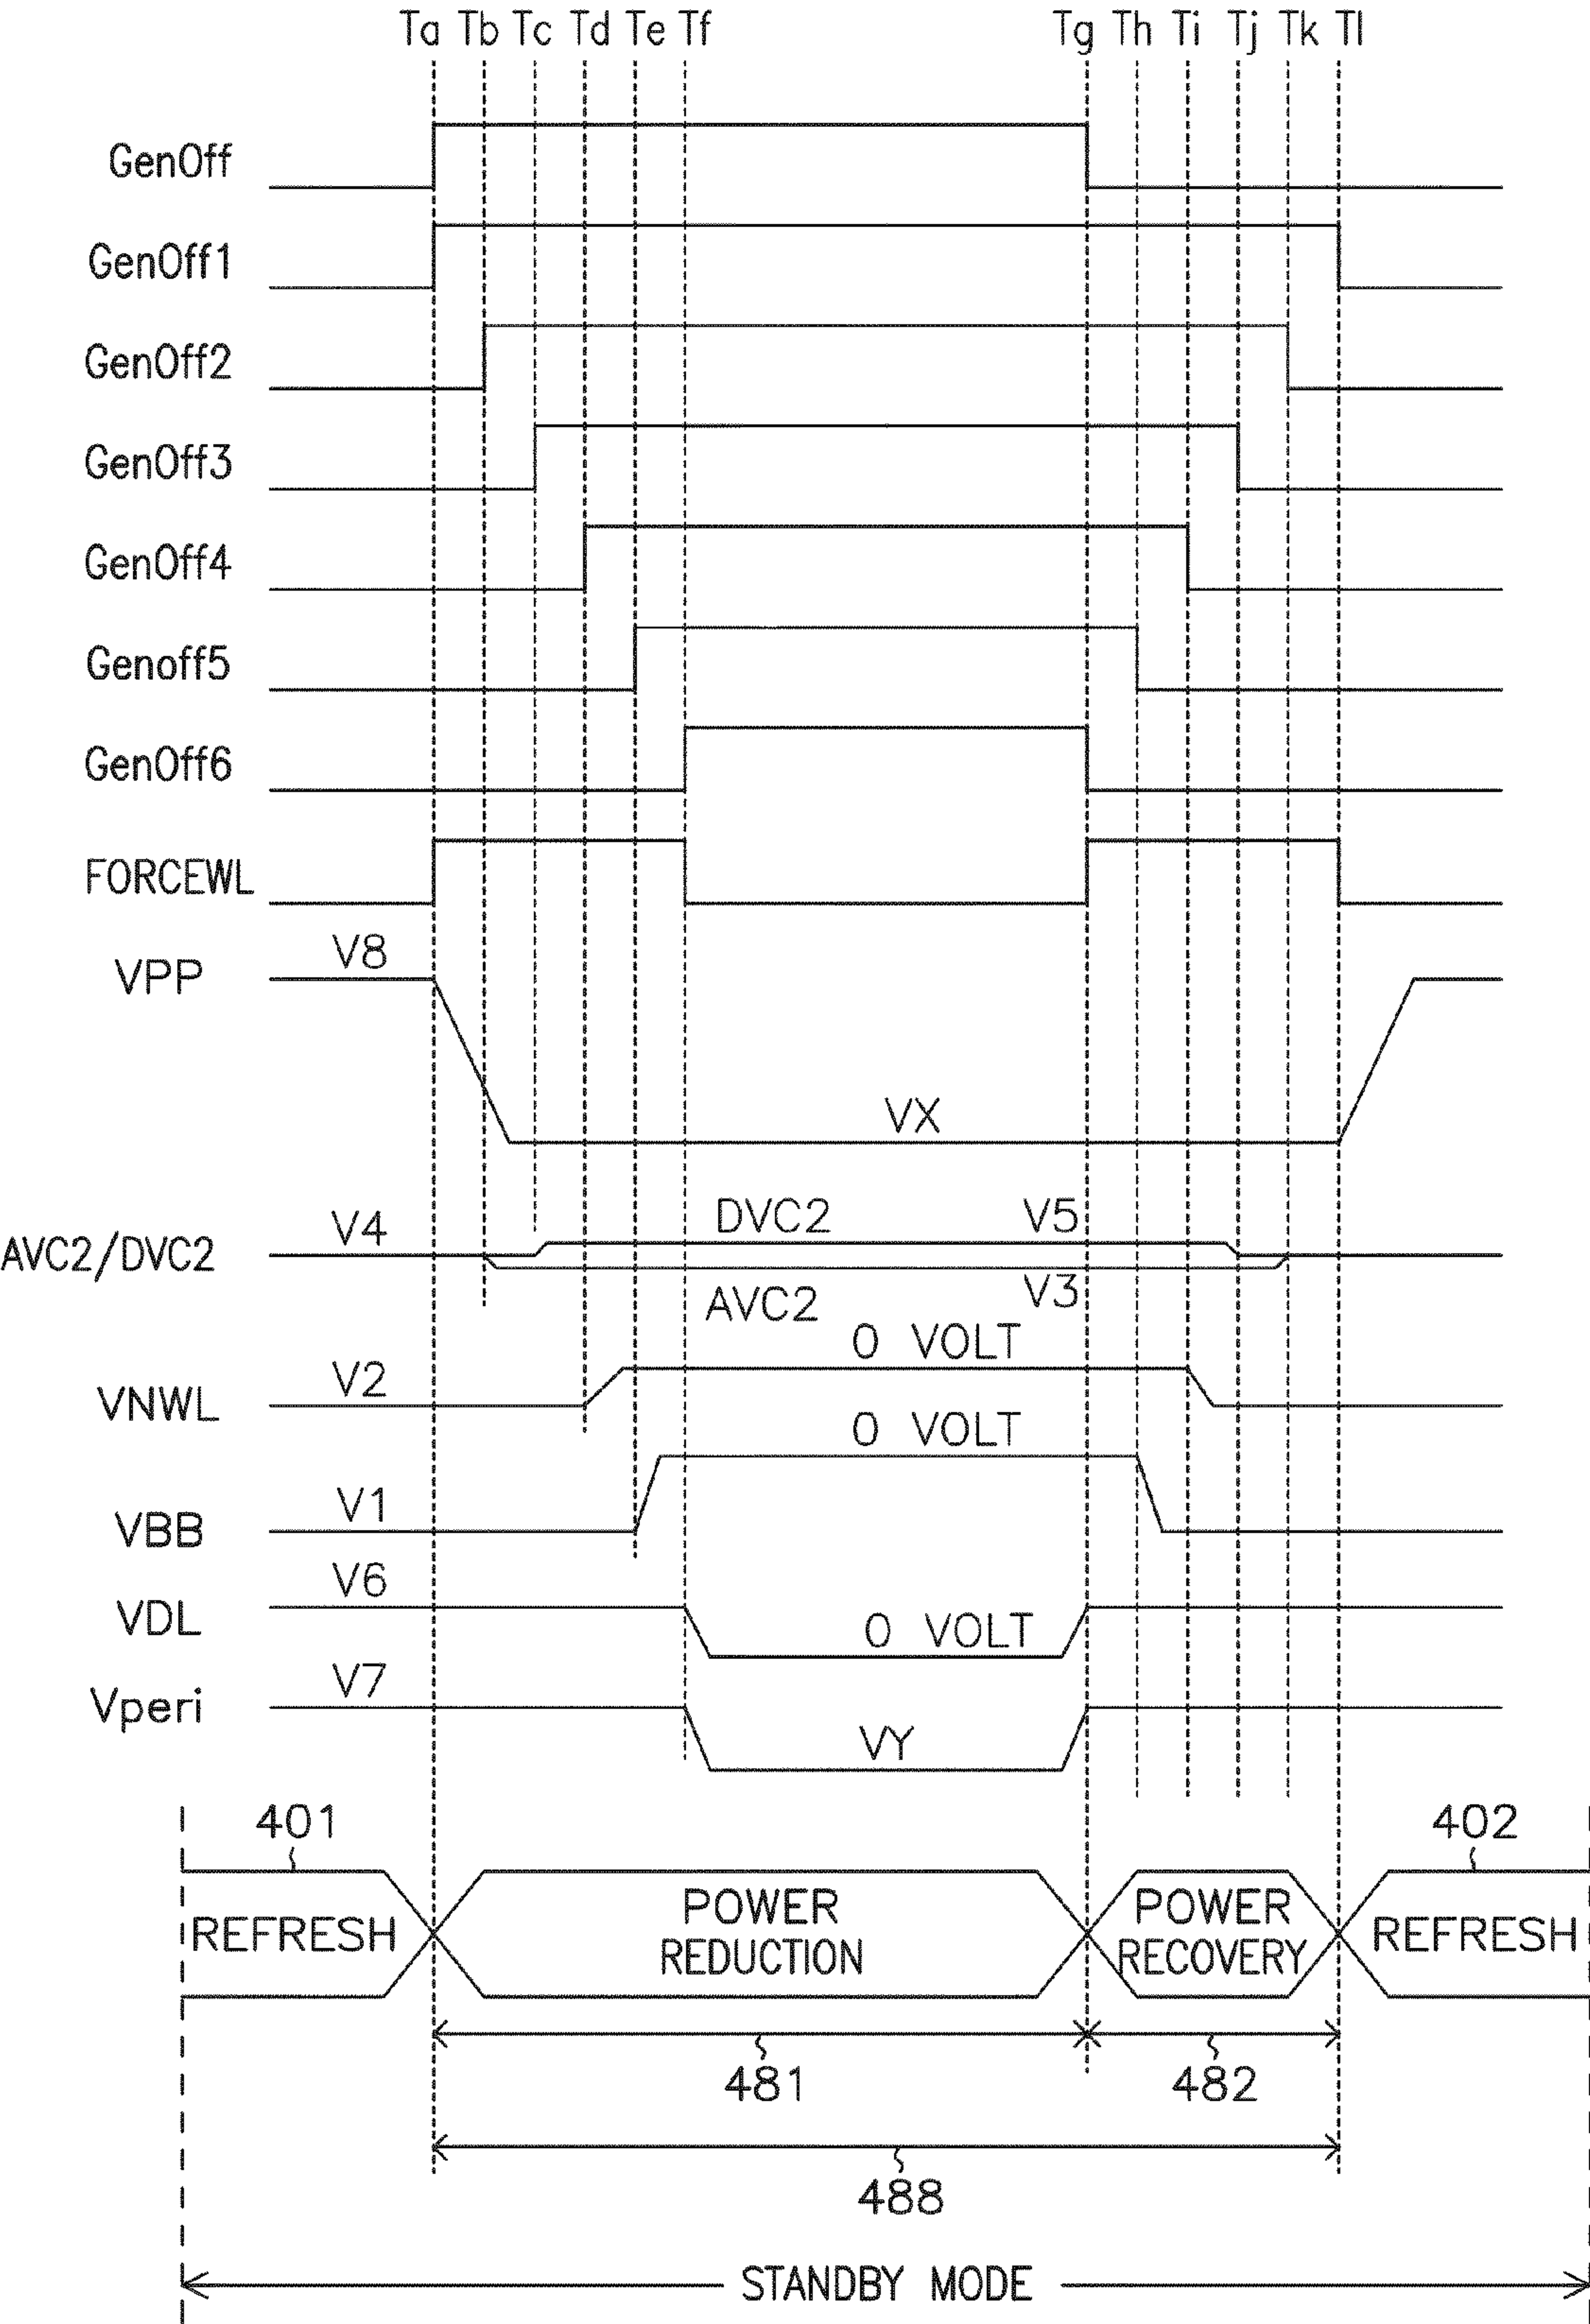 Ta Tb Tc Td Te Tf Tg Th Ti Tj Tk Tl
GenOff
GenOff1
GenOff2
GenOff3
GenOff4
Genoff5
GenOff6
FORCEWL
V8
VPP
VX
V4 DVC2 V5
AVC2/DVC2
AVC2 V3
0 VOLT
V2
VNWL
0 VOLT
V1
VBB
V6
VDL 0 VOLT
V7
Vperi
VY
401 402
REFRESH POWER REDUCTION POWER RECOVERY REFRESH
481 482
488
STANDBY MODE